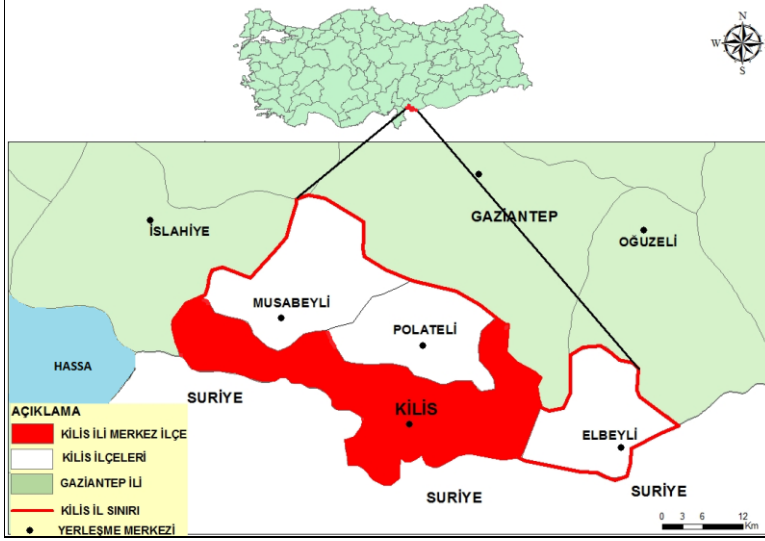 N
W E
S
GAZİANTEP
İSLAHİYE
OĞUZELİ
MUSABEYLİ
POLATELİ
HASSA
SURİYE
KİLİS
ELBEYLİ
SURİYE
SURİYE
AÇIKLAMA
KİLİS İLİ MERKEZ İLÇE
KİLİS İLÇELERİ
GAZİANTEP İLİ
KİLİS İL SINIRI
YERLEŞME MERKEZİ
0 3 6 12
Km